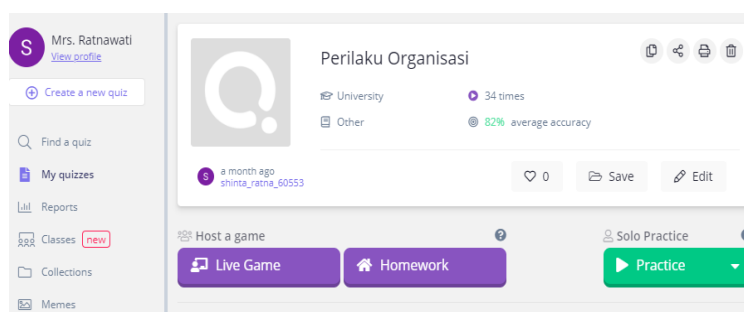 S
Mrs. Ratnawati
View profile
Create a new quiz
Find a quiz
My quizzes
Reports
Classes new
Collections
Memes
Perilaku Organisasi
University
34 times
Other
82% average accuracy
S
a month ago
shinta_ratna_60553
0
Save
Edit
Host a game
?
Solo Practice
Live Game
Homework
Practice